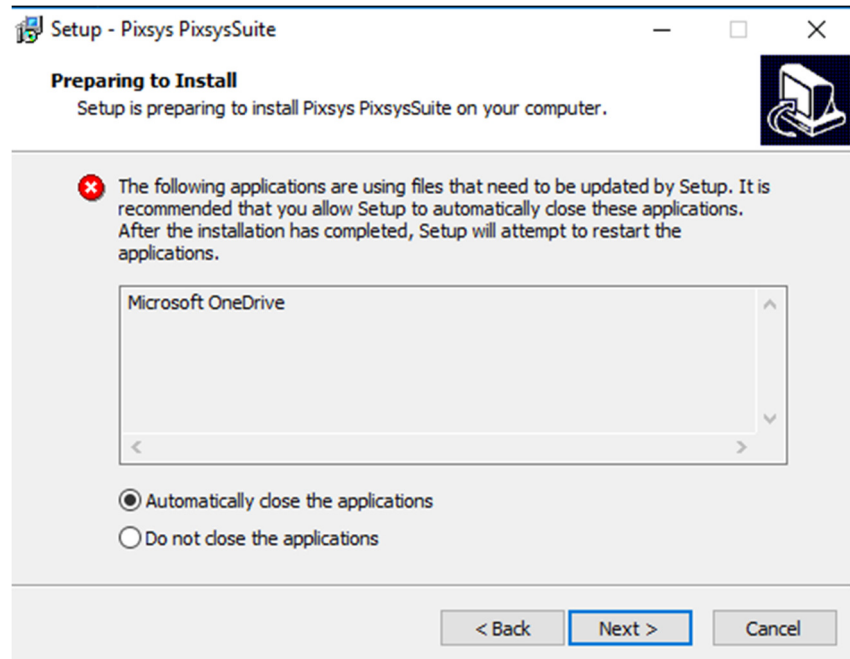 Setup - Pixsys PixsysSuite
Preparing to Install
Setup is preparing to install Pixsys PixsysSuite on your computer.
The following applications are using files that need to be updated by Setup. It is
recommended that you allow Setup to automatically close these applications.
After the installation has completed, Setup will attempt to restart the
applications.
Microsoft OneDrive
Automatically close the applications
Do not close the applications
< Back
Next >
Cancel